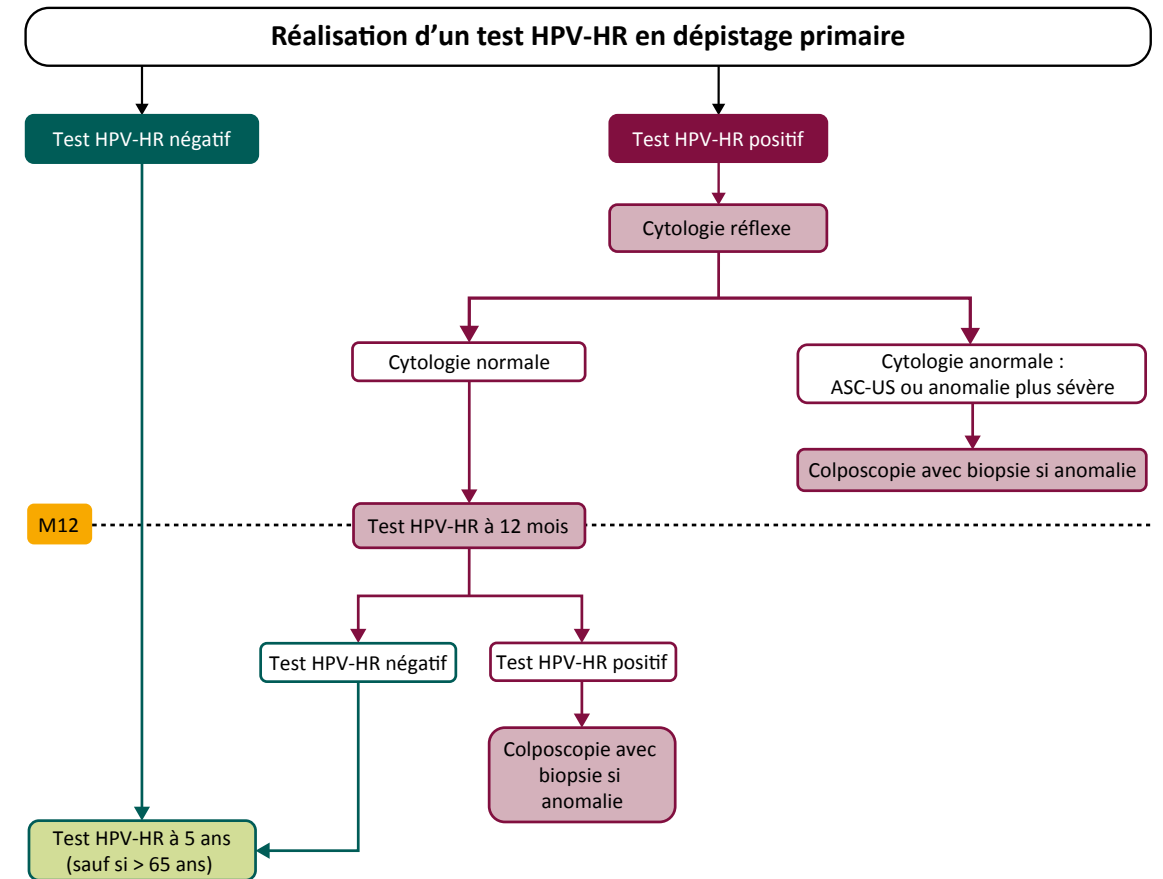 Réalisation d’un test HPV-HR en dépistage primaire
Test HPV-HR négatif
Test HPV-HR positif
Cytologie réflexe
Cytologie normale
Cytologie anormale :
ASC-US ou anomalie plus sévère
Colposcopie avec biopsie si anomalie
M12
Test HPV-HR à 12 mois
Test HPV-HR négatif
Test HPV-HR positif
Colposcopie avec
biopsie si
anomalie
Test HPV-HR à 5 ans
(sauf si > 65 ans)